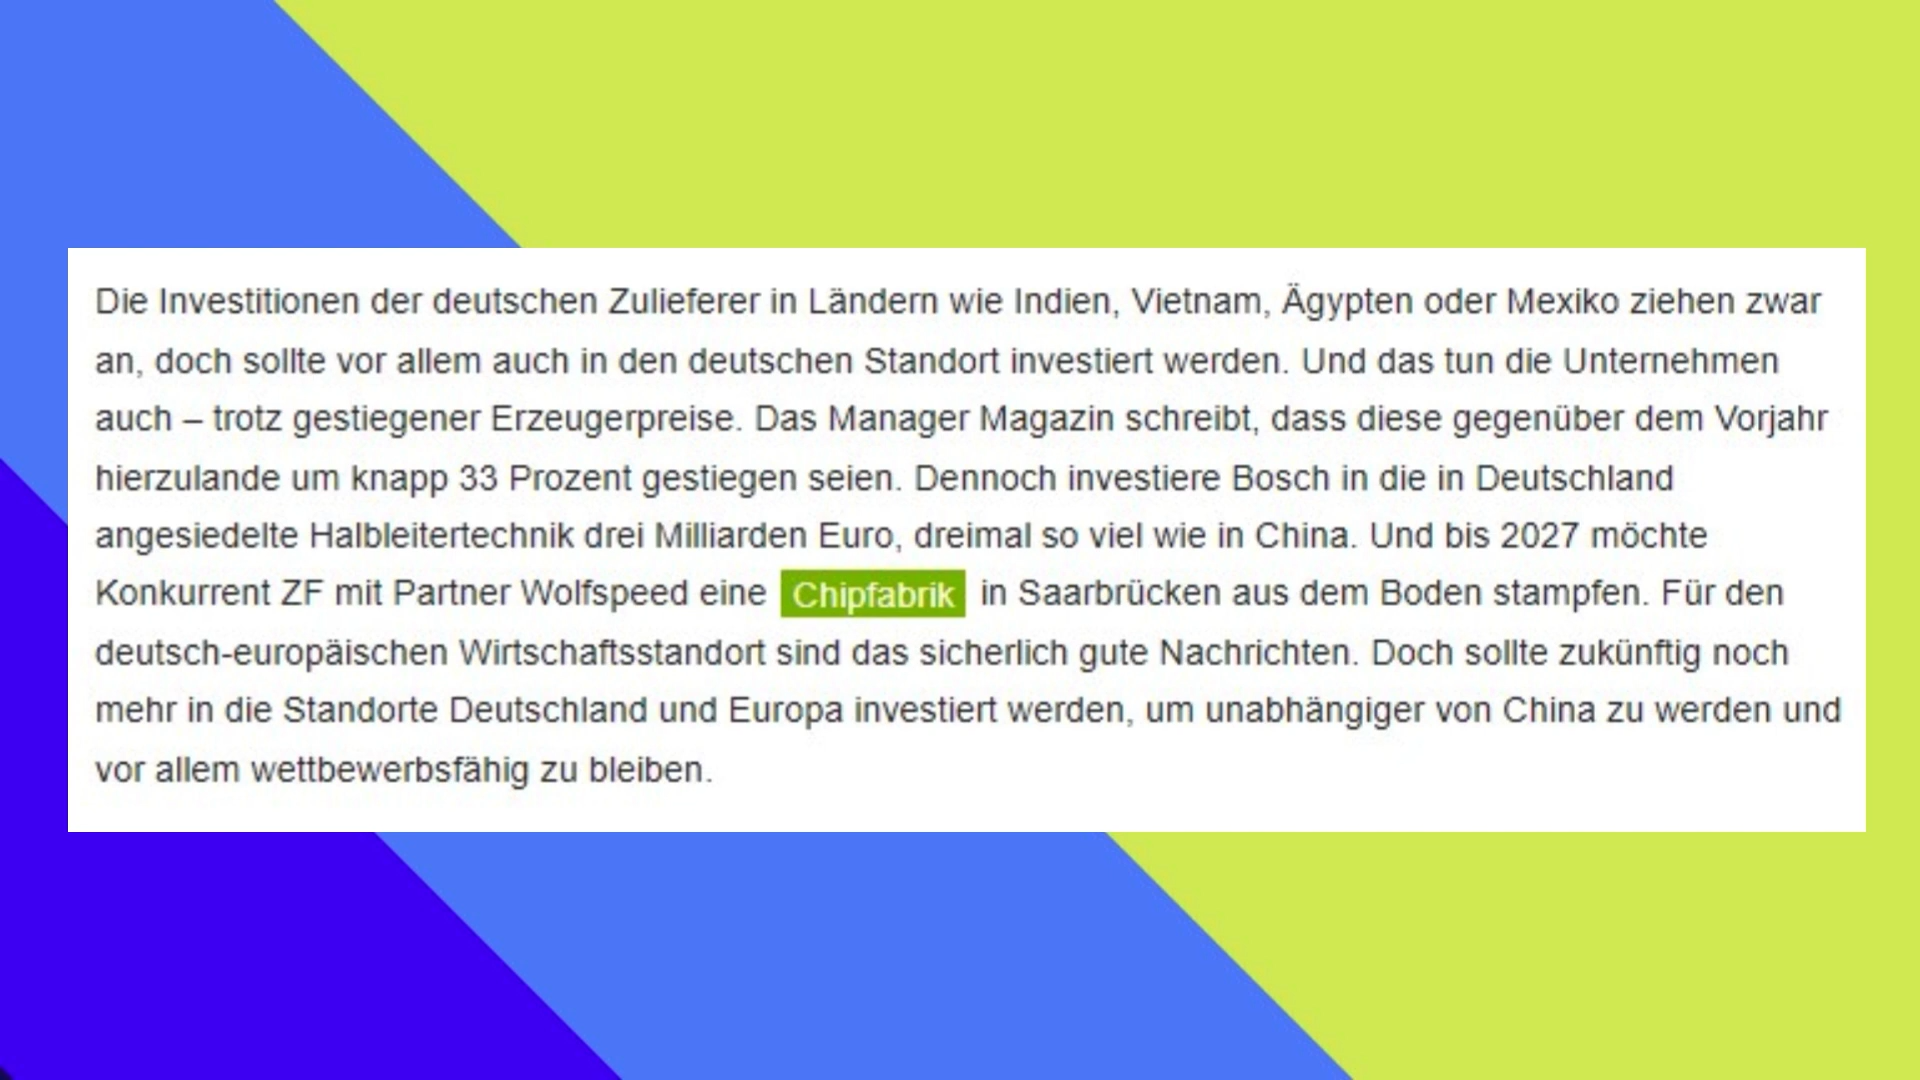 Die Investitionen der deutschen Zulieferer in Ländern wie Indien, Vietnam, Ägypten oder Mexiko ziehen zwar
an, doch sollte vor allem auch in den deutschen Standort investiert werden. Und das tun die Unternehmen
auch – trotz gestiegener Erzeugerpreise. Das Manager Magazin schreibt, dass diese gegenüber dem Vorjahr
hierzulande um knapp 33 Prozent gestiegen seien. Dennoch investiere Bosch in die in Deutschland
angesiedelte Halbleitertechnik drei Milliarden Euro, dreimal so viel wie in China. Und bis 2027 möchte
Konkurrent ZF mit Partner Wolfspeed eine Chipfabrik in Saarbrücken aus dem Boden stampfen. Für den
deutsch-europäischen Wirtschaftsstandort sind das sicherlich gute Nachrichten. Doch sollte zukünftig noch
mehr in die Standorte Deutschland und Europa investiert werden, um unabhängiger von China zu werden und
vor allem wettbewerbsfähig zu bleiben.